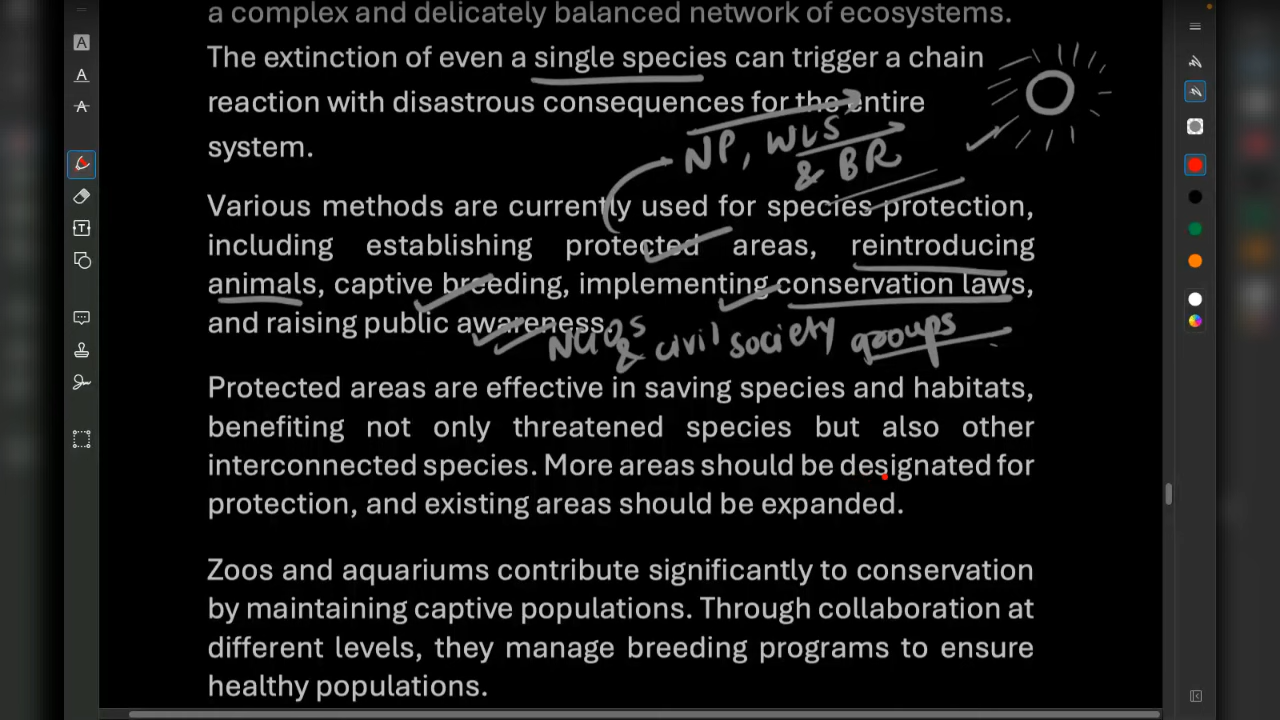 a complex and delicately balanced network of ecosystems.
The extinction of even a single species can trigger a chain
reaction with disastrous consequences for the entire
system.
NP, WLS
& BR
Various methods are currently used for species protection,
including establishing protected areas, reintroducing
animals, captive breeding, implementing conservation laws,
and raising public awareness.
NGOs & civil society groups
Protected areas are effective in saving species and habitats,
benefiting not only threatened species but also other
interconnected species. More areas should be designated for
protection, and existing areas should be expanded.
Zoos and aquariums contribute significantly to conservation
by maintaining captive populations. Through collaboration at
different levels, they manage breeding programs to ensure
healthy populations.